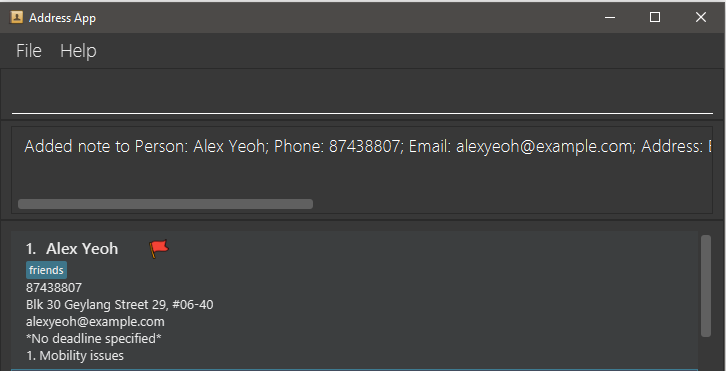 Address App
File Help
Added note to Person: Alex Yeoh; Phone: 87438807; Email: alexyeoh@example.com; Address:
1. Alex Yeoh
friends
87438807
Blk 30 Geylang Street 29, #06-40
alexyeoh@example.com
*No deadline specified*
1. Mobility issues